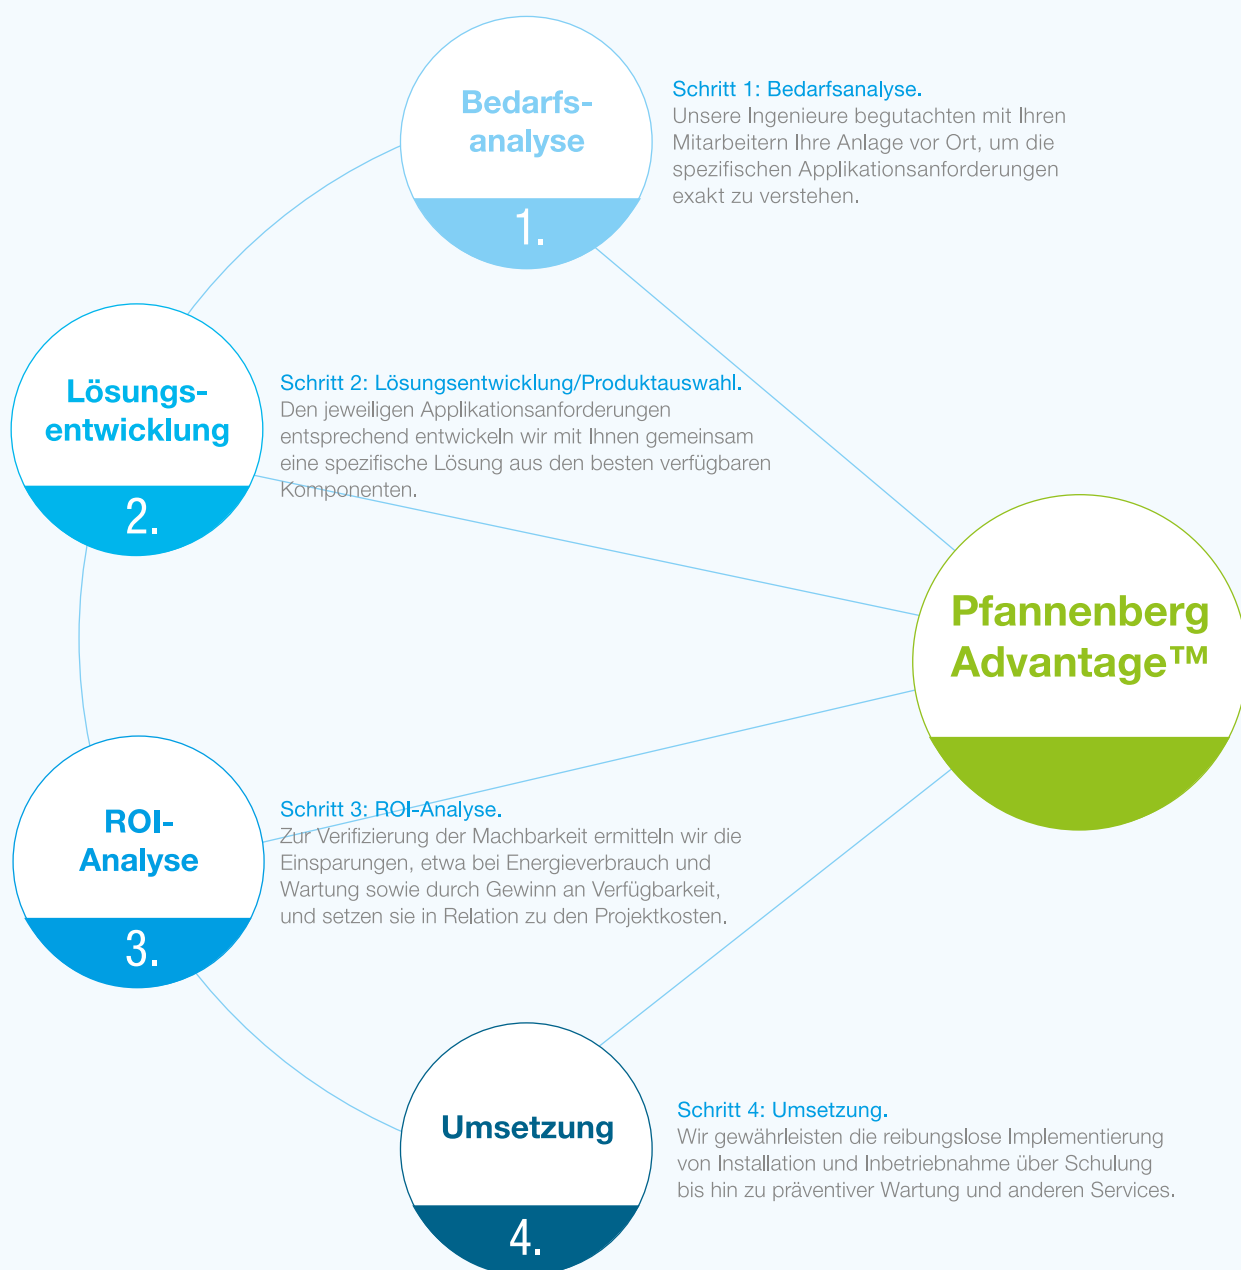 Bedarfs-
analyse
1.
Schritt 1: Bedarfsanalyse.
Unsere Ingenieure begutachten mit Ihren
Mitarbeitern Ihre Anlage vor Ort, um die
spezifischen Applikationsanforderungen
exakt zu verstehen.
Lösungs-
entwicklung
2.
Schritt 2: Lösungsentwicklung/Produktauswahl.
Den jeweiligen Applikationsanforderungen
entsprechend entwickeln wir mit Ihnen gemeinsam
eine spezifische Lösung aus den besten verfügbaren
Komponenten.
Pfannenberg
Advantage™
ROI-
Analyse
3.
Schritt 3: ROI-Analyse.
Zur Verifizierung der Machbarkeit ermitteln wir die
Einsparungen, etwa bei Energieverbrauch und
Wartung sowie durch Gewinn an Verfügbarkeit,
und setzen sie in Relation zu den Projektkosten.
Umsetzung
4.
Schritt 4: Umsetzung.
Wir gewährleisten die reibungslose Implementierung
von Installation und Inbetriebnahme über Schulung
bis hin zu präventiver Wartung und anderen Services.